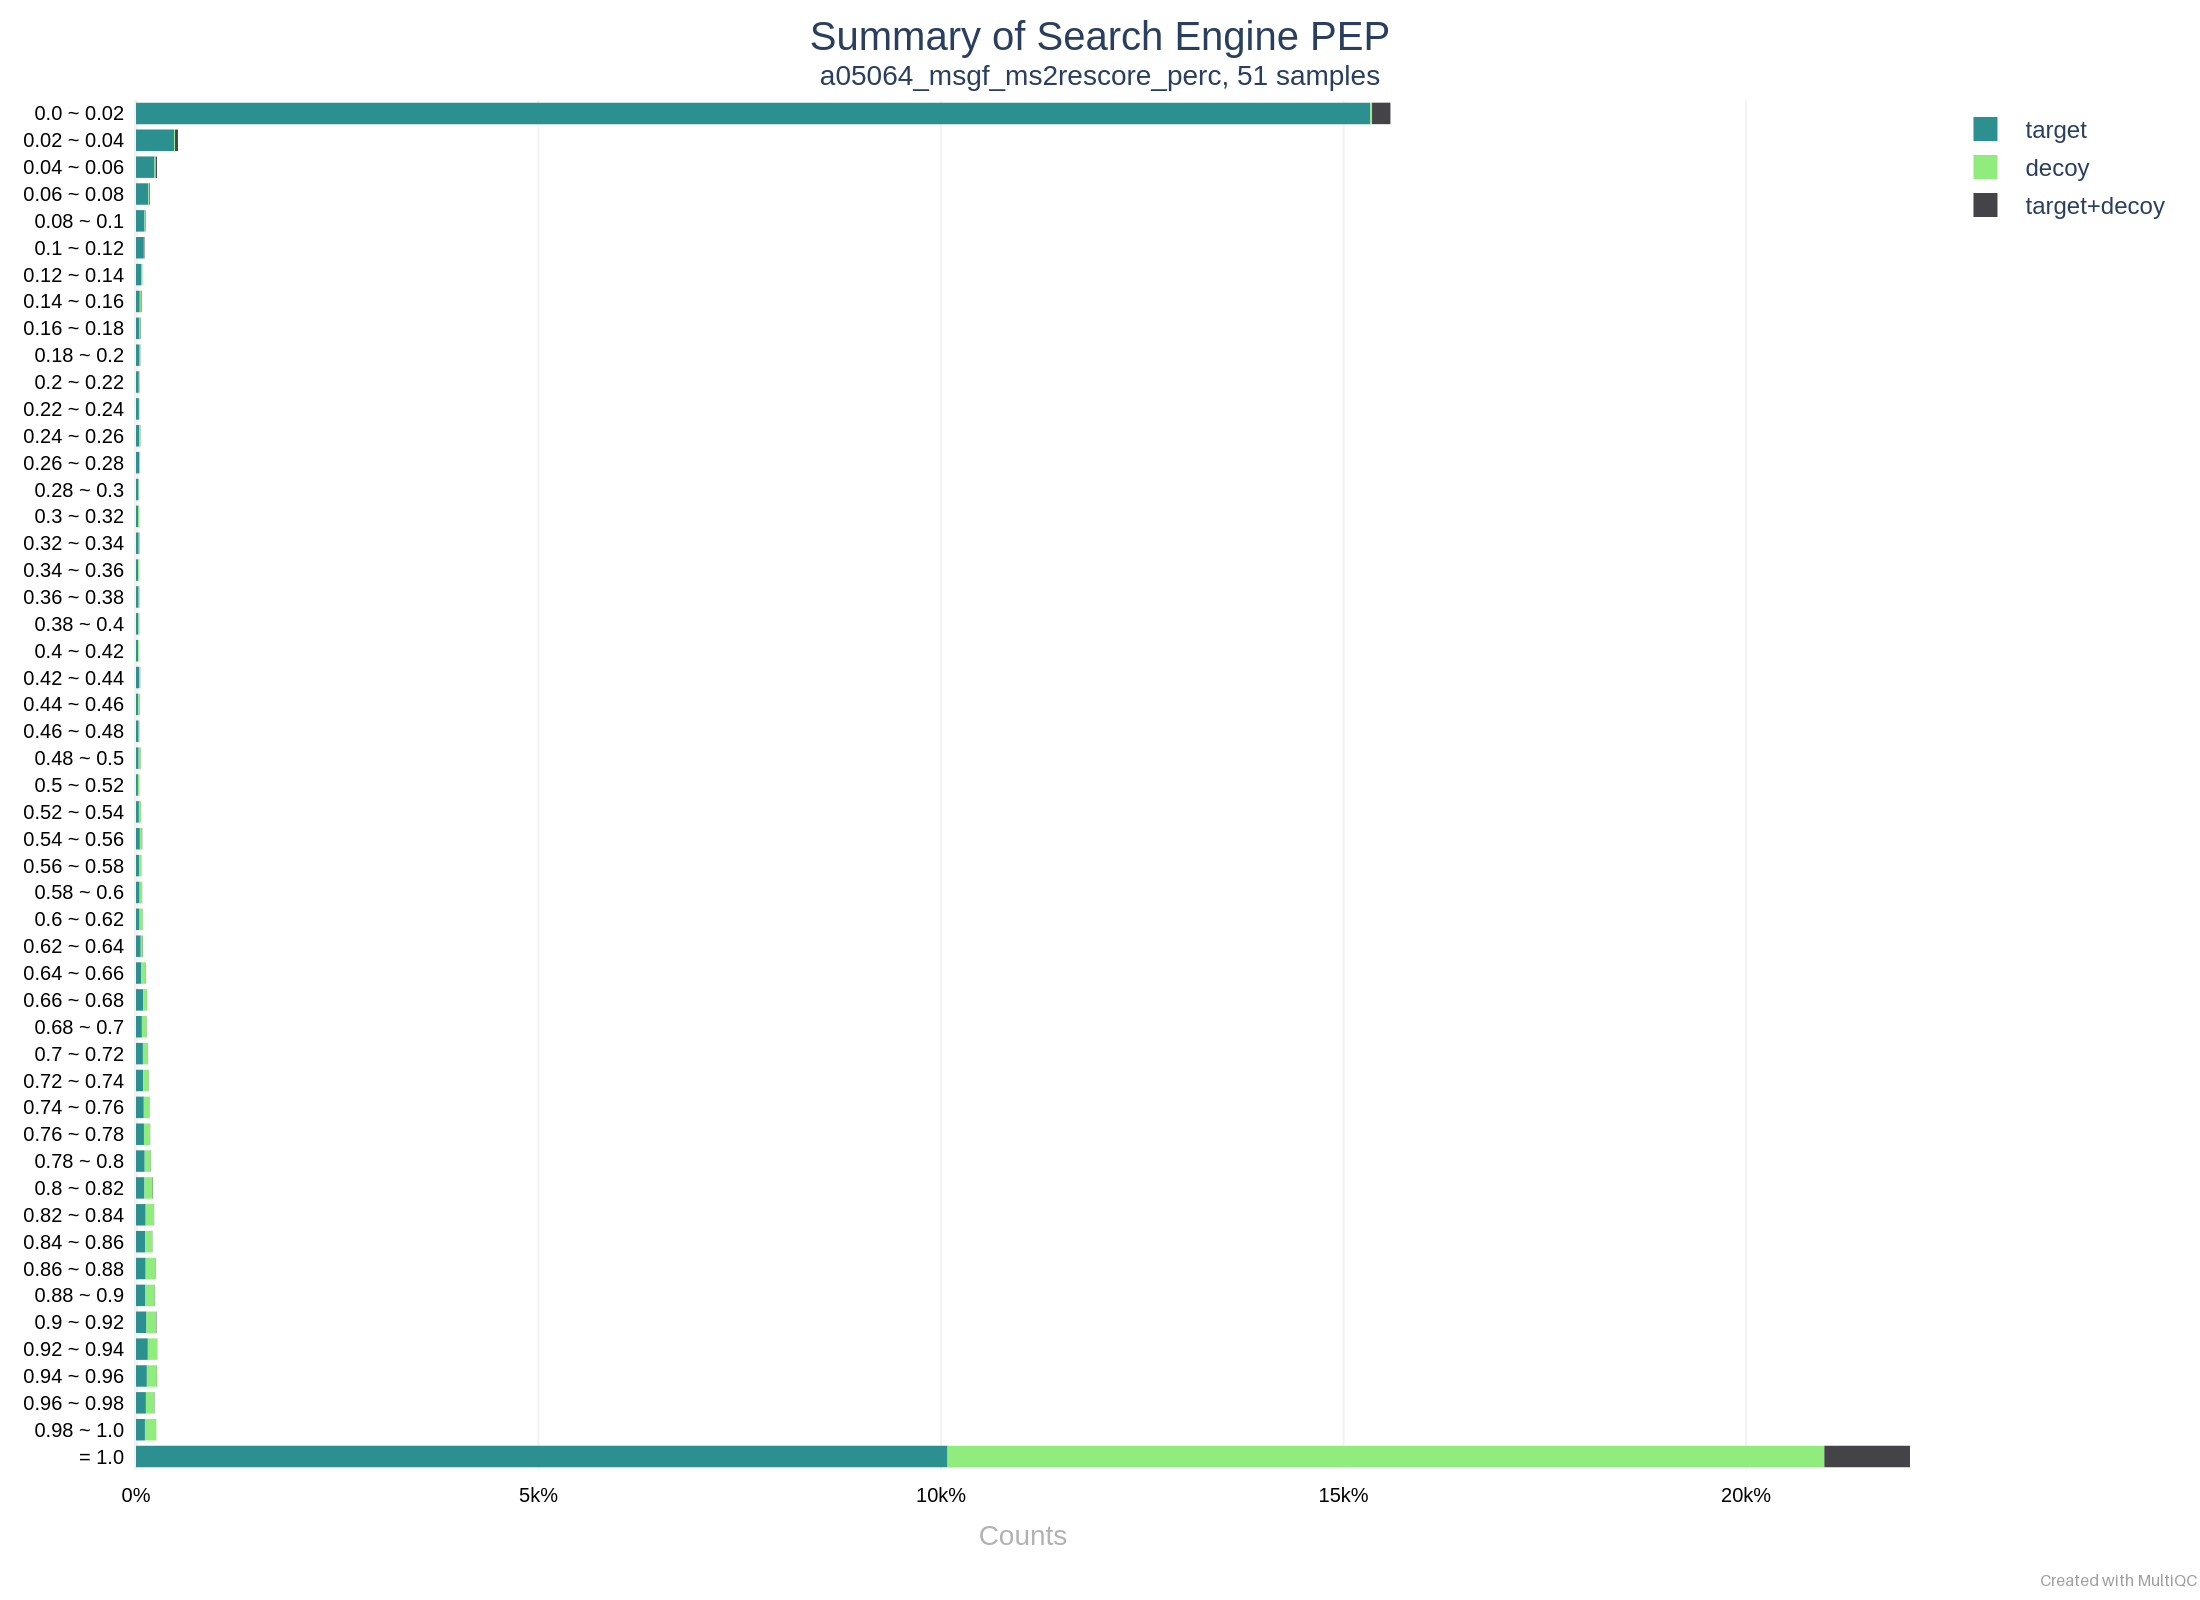 Summary of Search Engine PEP
a05064_msgf_ms2rescore_perc, 51 samples
0.0 ~ 0.02
0.02 ~ 0.04
0.04 ~ 0.06
0.06 ~ 0.08
0.08 ~ 0.1
0.1 ~ 0.12
0.12 ~ 0.14
0.14 ~ 0.16
0.16 ~ 0.18
0.18 ~ 0.2
0.2 ~ 0.22
0.22 ~ 0.24
0.24 ~ 0.26
0.26 ~ 0.28
0.28 ~ 0.3
0.3 ~ 0.32
0.32 ~ 0.34
0.34 ~ 0.36
0.36 ~ 0.38
0.38 ~ 0.4
0.4 ~ 0.42
0.42 ~ 0.44
0.44 ~ 0.46
0.46 ~ 0.48
0.48 ~ 0.5
0.5 ~ 0.52
0.52 ~ 0.54
0.54 ~ 0.56
0.56 ~ 0.58
0.58 ~ 0.6
0.6 ~ 0.62
0.62 ~ 0.64
0.64 ~ 0.66
0.66 ~ 0.68
0.68 ~ 0.7
0.7 ~ 0.72
0.72 ~ 0.74
0.74 ~ 0.76
0.76 ~ 0.78
0.78 ~ 0.8
0.8 ~ 0.82
0.82 ~ 0.84
0.84 ~ 0.86
0.86 ~ 0.88
0.88 ~ 0.9
0.9 ~ 0.92
0.92 ~ 0.94
0.94 ~ 0.96
0.96 ~ 0.98
0.98 ~ 1.0
= 1.0
0% 5k% 10k% 15k% 20k%
Counts
target
decoy
target+decoy
Created with MultiQC